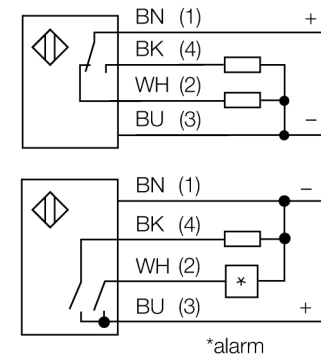 BN (1) +
BK (4)
WH (2)
BU (3) −
BN (1) −
BK (4)
WH (2) *
BU (3) +
*alarm